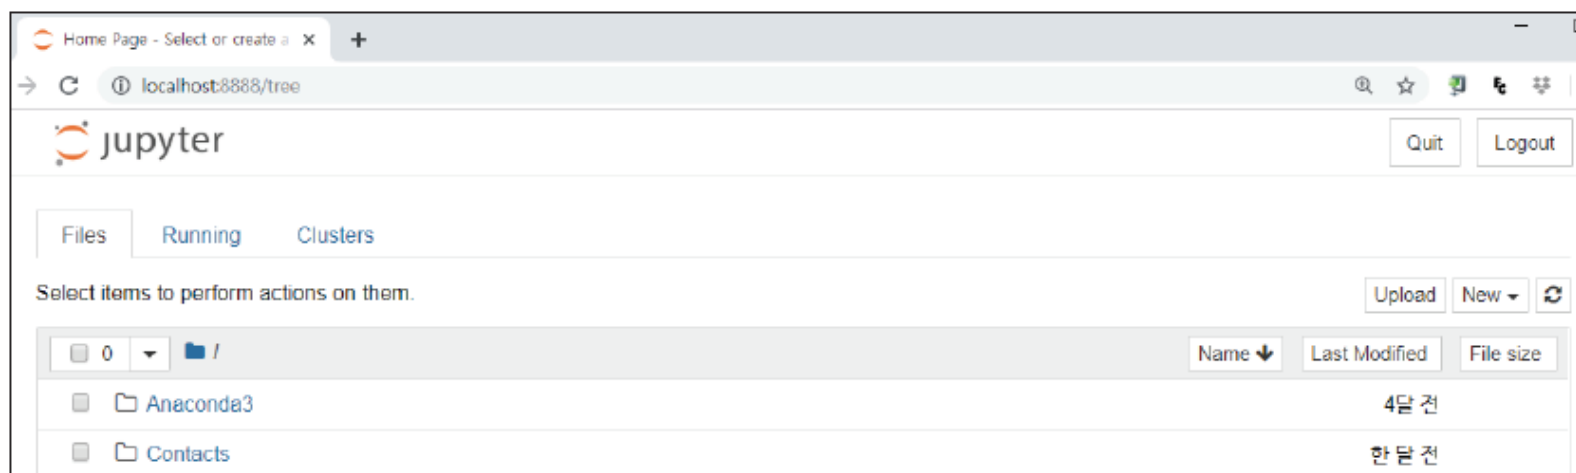 Home Page - Select or create a
localhost:8888/tree
jupyter
Quit Logout
Files Running Clusters
Select items to perform actions on them.
Upload New
0 / Name Last Modified File size
Anaconda3 4달 전
Contacts 한 달 전